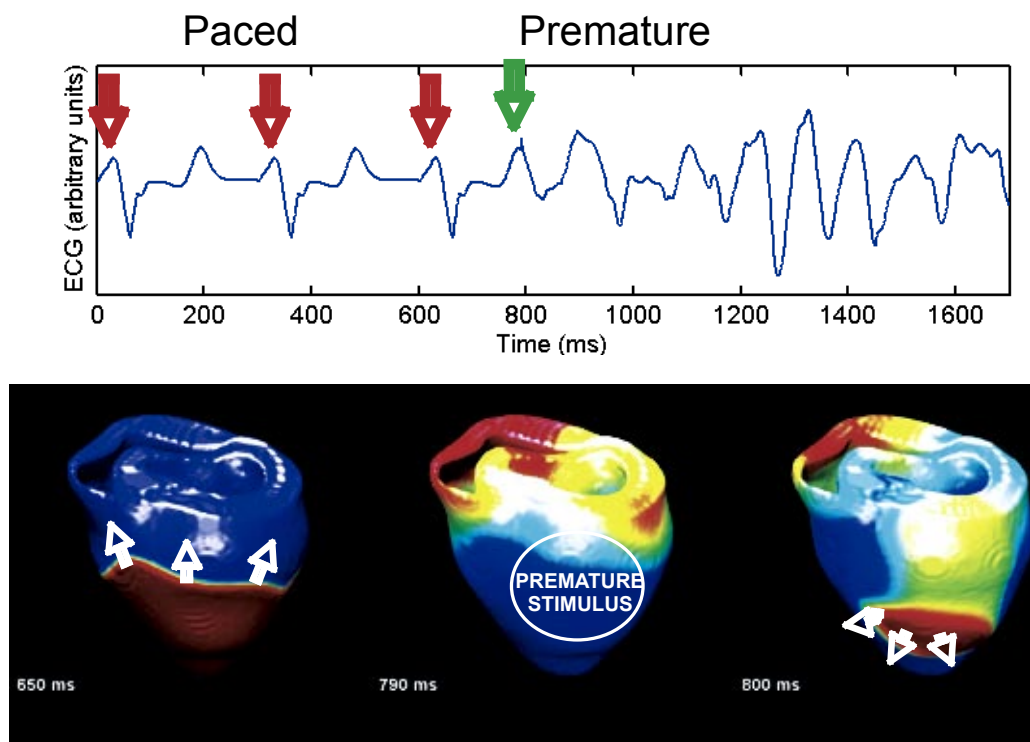 Paced Premature
ECG (arbitrary units)
0 200 400 600 800 1000 1200 1400 1600
Time (ms)
PREMATURE
STIMULUS
650 ms 790 ms 800 ms